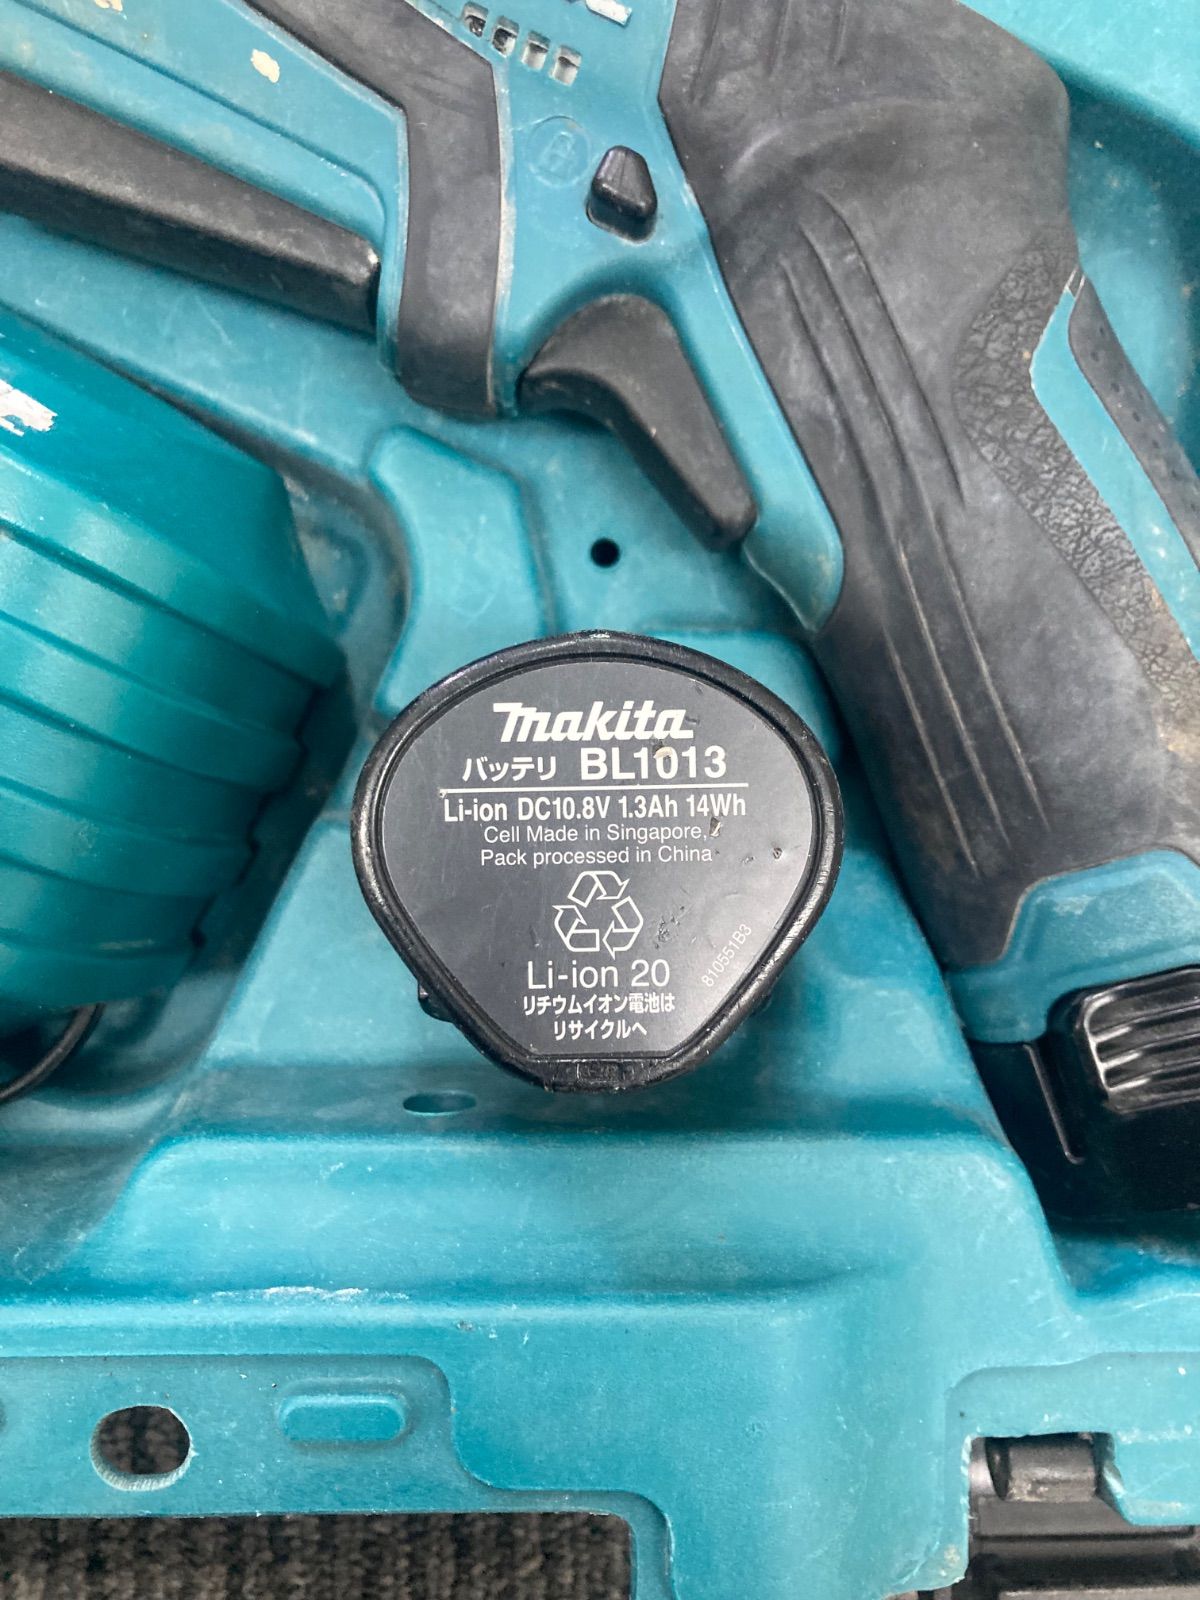 makita
バッテリ BL1013
Li-ion DC10.8V 1.3Ah 14Wh
Cell Made in Singapore,
Pack processed in China
Li-ion 20
リチウムイオン電池は
リサイクルへ
810551B3